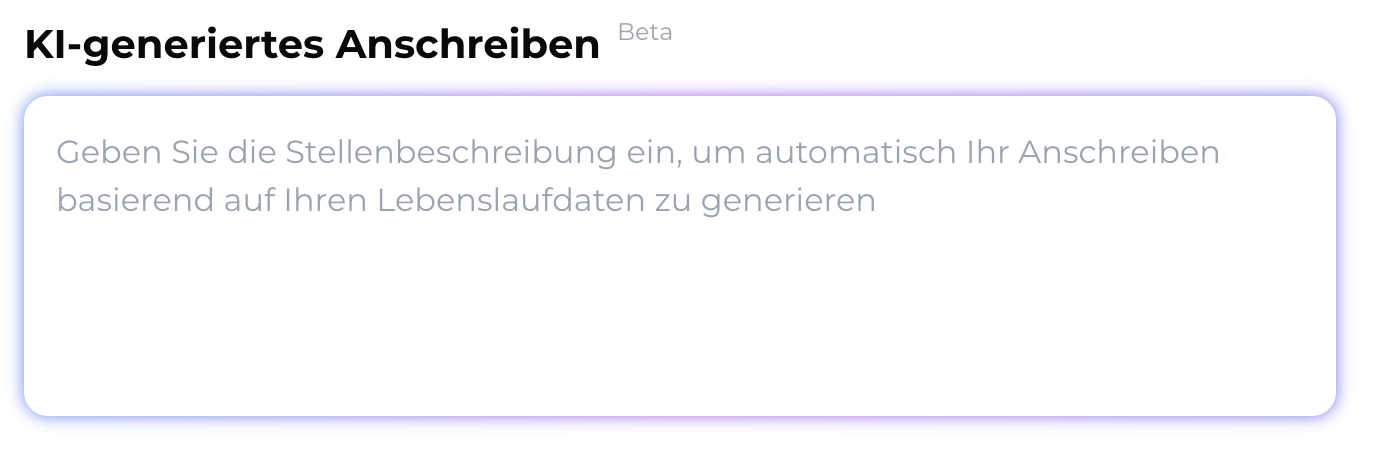 KI-generiertes Anschreiben Beta
Geben Sie die Stellenbeschreibung ein, um automatisch Ihr Anschreiben
basierend auf Ihren Lebenslaufdaten zu generieren